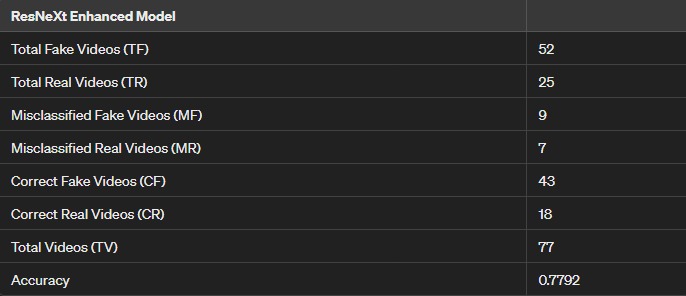 ResNeXt Enhanced Model
Total Fake Videos (TF) 52
Total Real Videos (TR) 25
Misclassified Fake Videos (MF) 9
Misclassified Real Videos (MR) 7
Correct Fake Videos (CF) 43
Correct Real Videos (CR) 18
Total Videos (TV) 77
Accuracy 0.7792